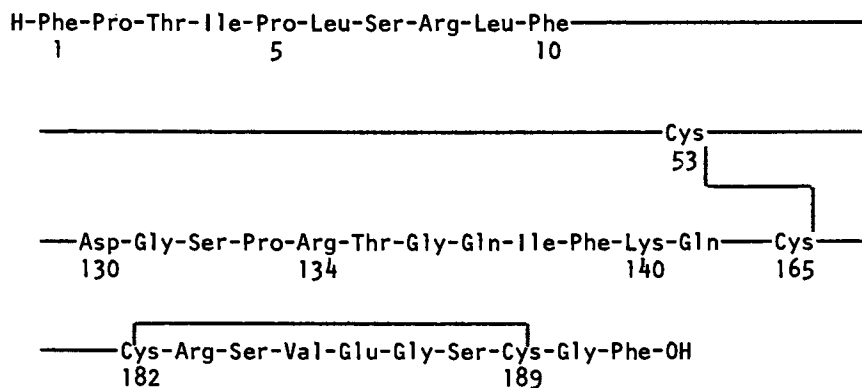 H-Phe-Pro-Thr-Ile-Pro-Leu-Ser-Arg-Leu-Phe
1 5 10
Cys
53
Asp-Gly-Ser-Pro-Arg-Thr-Gly-Gln-Ile-Phe-Lys-Gln Cys
130 134 140 165
Cys-Arg-Ser-Val-Glu-Gly-Ser-Cys-Gly-Phe-OH
182 189